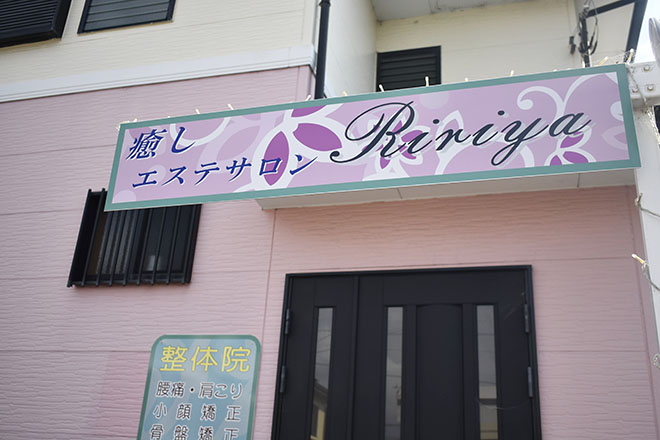 癒し
エステサロン
Ririya
整体院
腰痛・肩こり
小顔矯正
骨盤矯正